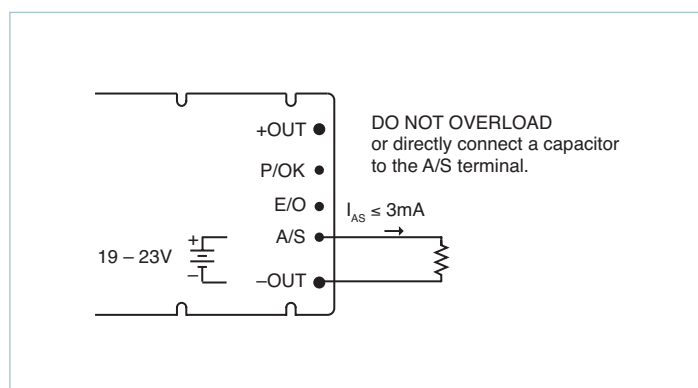 +OUT
DO NOT OVERLOAD
or directly connect a capacitor
to the A/S terminal.
P/OK
E/O
I_AS ≤ 3mA
A/S
19 – 23V
+
–
–OUT